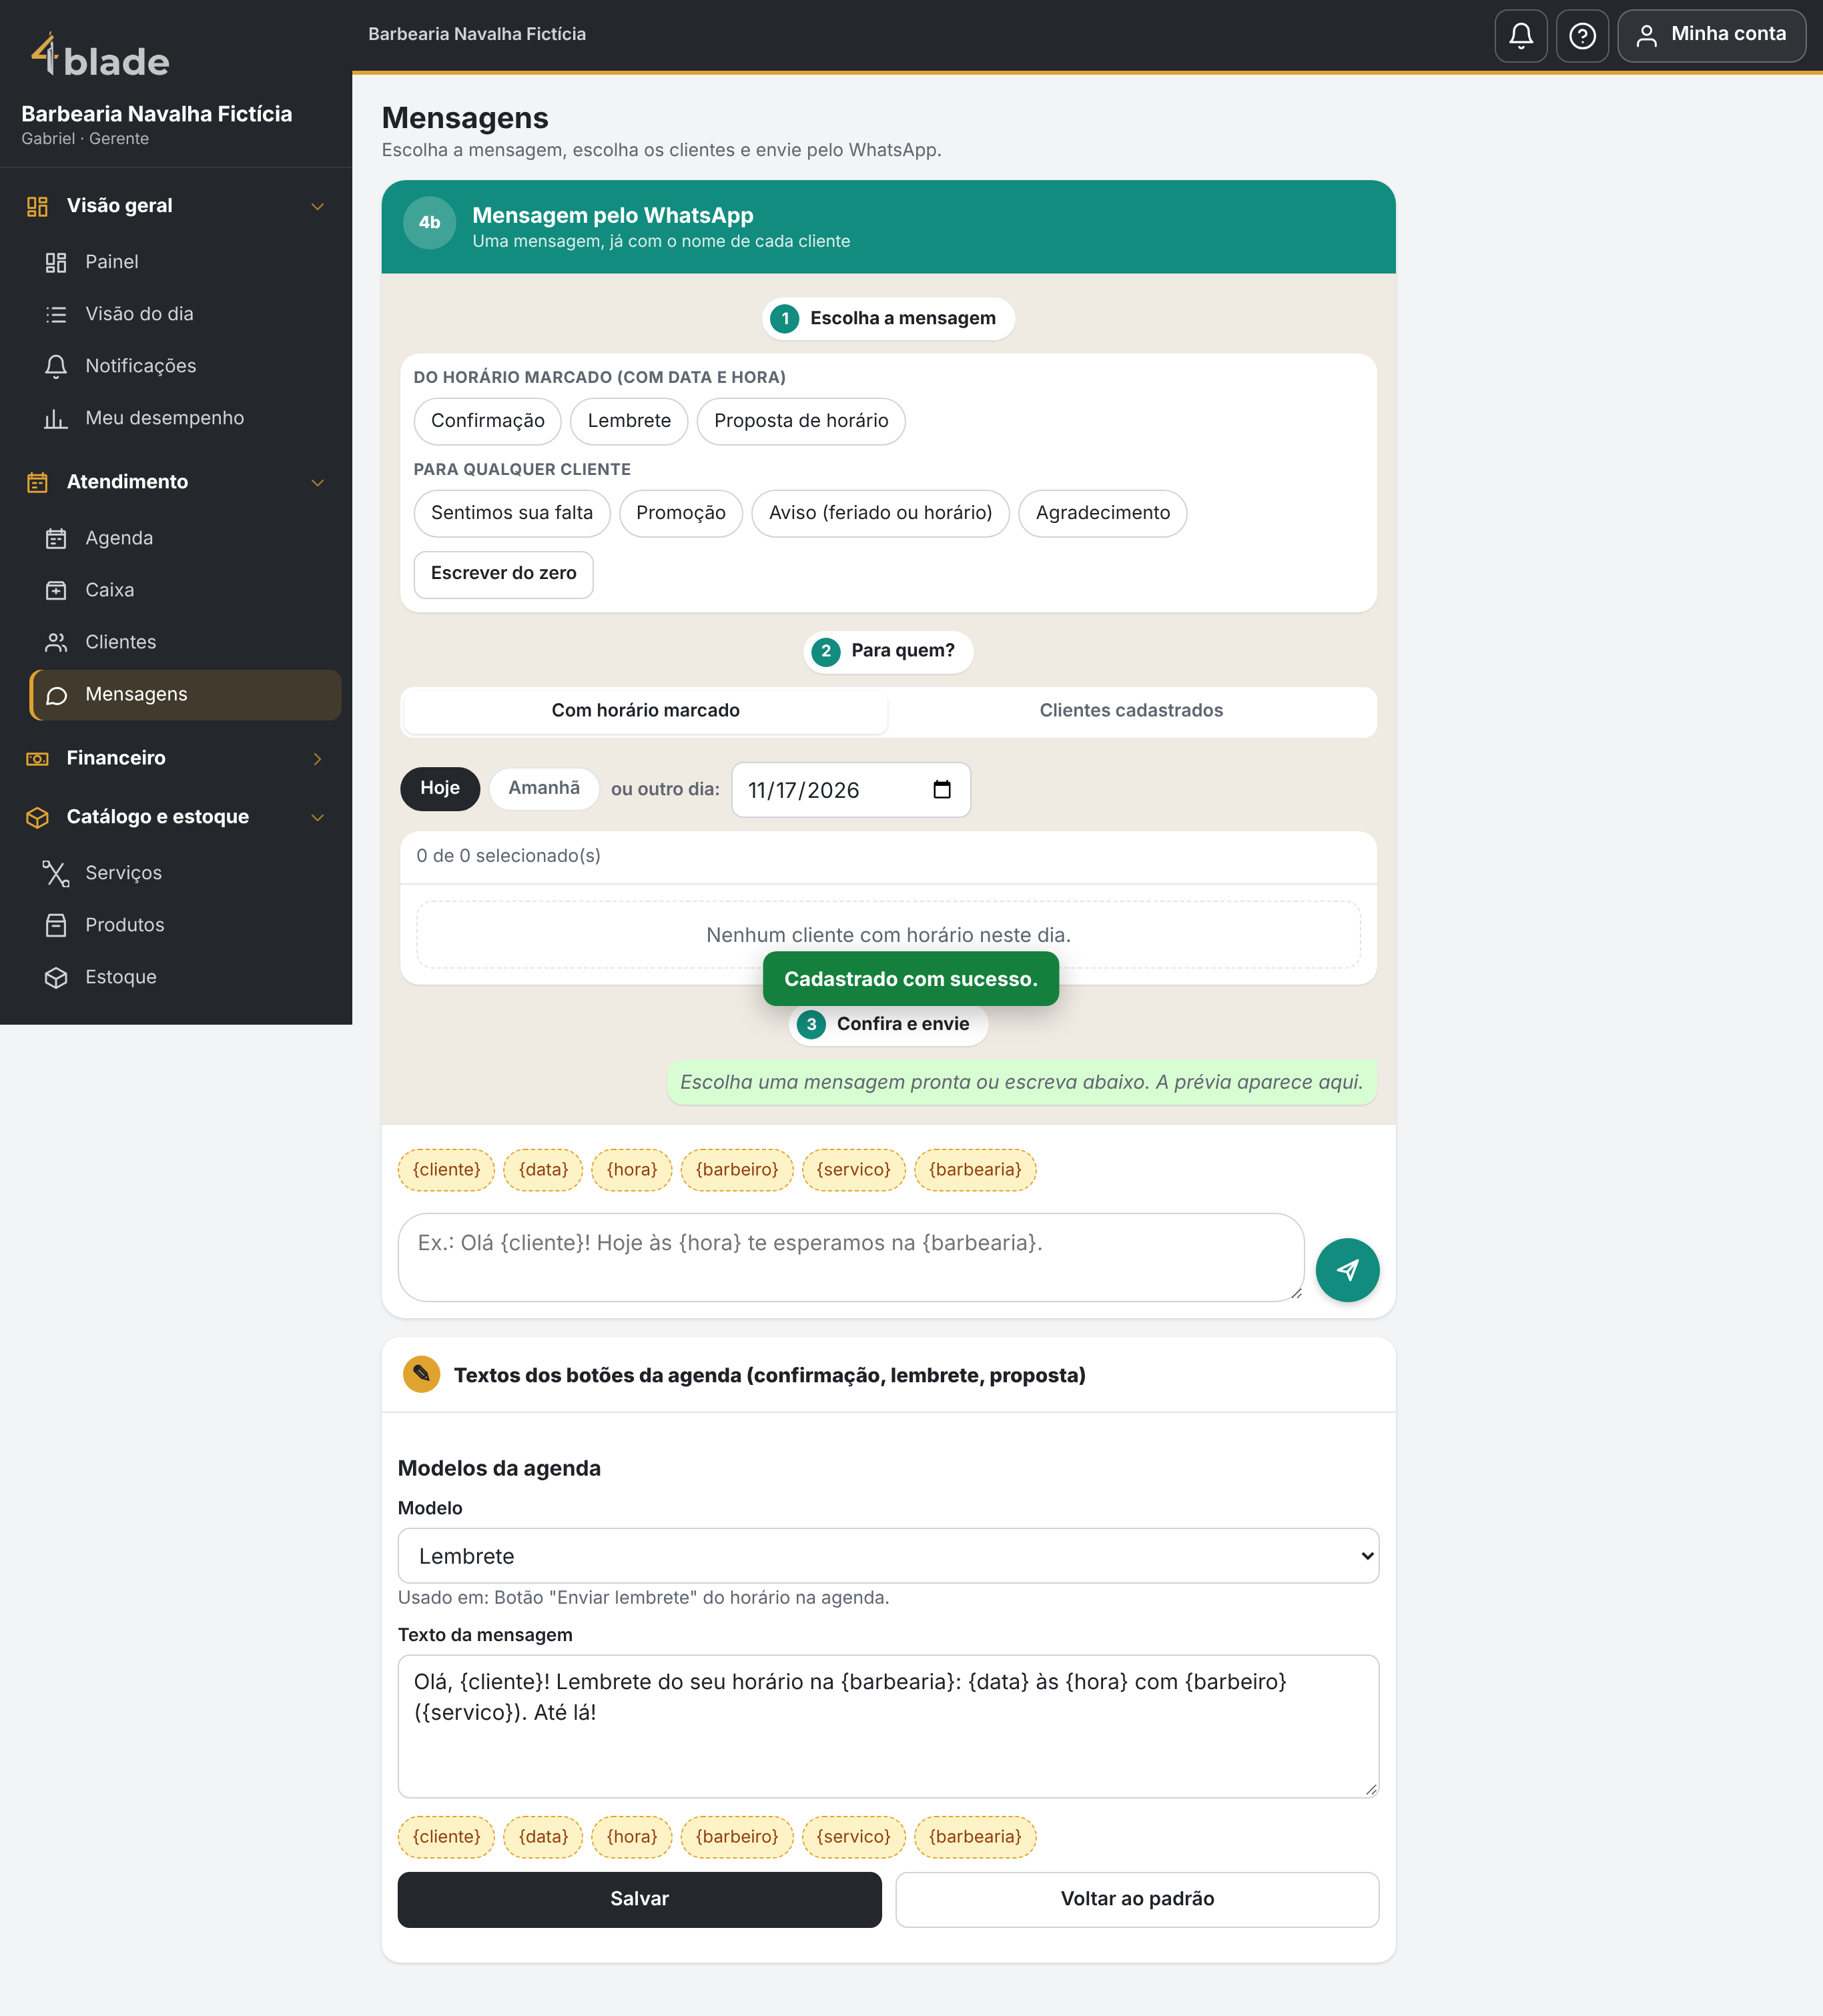 4blade
Barbearia Navalha Fictícia
Gabriel · Gerente
Visão geral
Painel
Visão do dia
Notificações
Meu desempenho
Atendimento
Agenda
Caixa
Clientes
Mensagens
Financeiro
Catálogo e estoque
Serviços
Produtos
Estoque
Barbearia Navalha Fictícia
Minha conta
Mensagens
Escolha a mensagem, escolha os clientes e envie pelo WhatsApp.
4b
Mensagem pelo WhatsApp
Uma mensagem, já com o nome de cada cliente
1 Escolha a mensagem
DO HORÁRIO MARCADO (COM DATA E HORA)
Confirmação Lembrete Proposta de horário
PARA QUALQUER CLIENTE
Sentimos sua falta Promoção Aviso (feriado ou horário) Agradecimento
Escrever do zero
2 Para quem?
Com horário marcado Clientes cadastrados
Hoje Amanhã ou outro dia: 11/17/2026
0 de 0 selecionado(s)
Nenhum cliente com horário neste dia.
Cadastrado com sucesso.
3 Confira e envie
Escolha uma mensagem pronta ou escreva abaixo. A prévia aparece aqui.
{cliente} {data} {hora} {barbeiro} {servico} {barbearia}
Ex.: Olá {cliente}! Hoje às {hora} te esperamos na {barbearia}.
Textos dos botões da agenda (confirmação, lembrete, proposta)
Modelos da agenda
Modelo
Lembrete
Usado em: Botão "Enviar lembrete" do horário na agenda.
Texto da mensagem
Olá, {cliente}! Lembrete do seu horário na {barbearia}: {data} às {hora} com {barbeiro}
({servico}). Até lá!
{cliente} {data} {hora} {barbeiro} {servico} {barbearia}
Salvar Voltar ao padrão